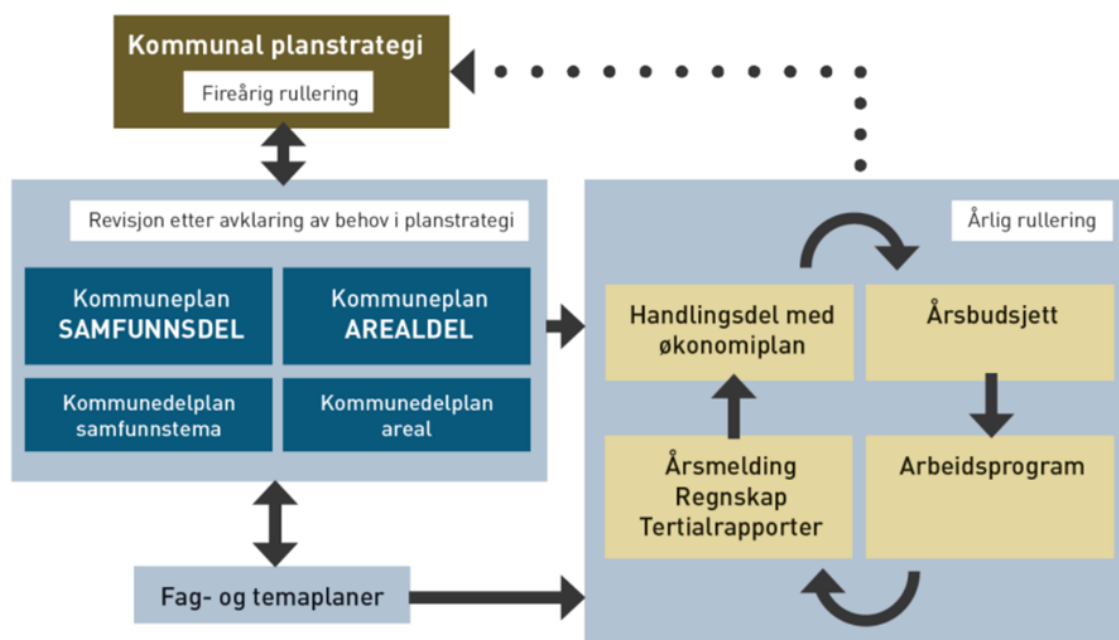 Kommunal planstrategi
Fireårig rullering
Revisjon etter avklaring av behov i planstrategi
Kommuneplan
SAMFUNNSDEL
Kommuneplan
AREALDEL
Kommunedelplan
samfunnstema
Kommunedelplan
areal
Fag- og temaplaner
Årlig rullering
Handlingsdel med
økonomiplan
Årsbudsjett
Årsmelding
Regnskap
Tertialrapporter
Arbeidsprogram